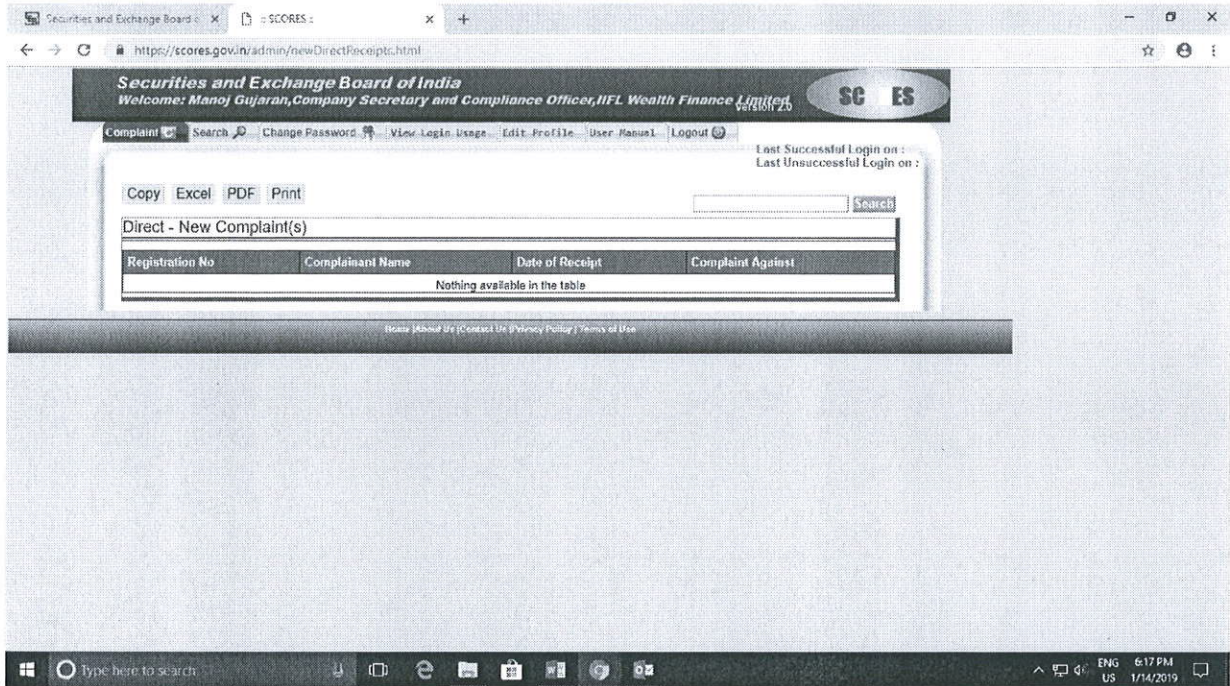 Securities and Exchange Board o
:: SCORES ::
https://scores.gov.in/admin/newDirectReceipts.html
Securities and Exchange Board of India
Welcome: Manoj Gujaran,Company Secretary and Compliance Officer,IIFL Wealth Finance Limited
Version 2.0
SC ES
Complaint Search Change Password View Login Usage Edit Profile User Manual Logout
Last Successful Login on :
Last Unsuccessful Login on :
Copy Excel PDF Print
Search
Direct - New Complaint(s)
Registration No Complainant Name Date of Receipt Complaint Against
Nothing available in the table
Home |About Us |Contact Us |Privacy Policy | Terms of Use
Type here to search
ENG 6:17 PM
US 1/14/2019